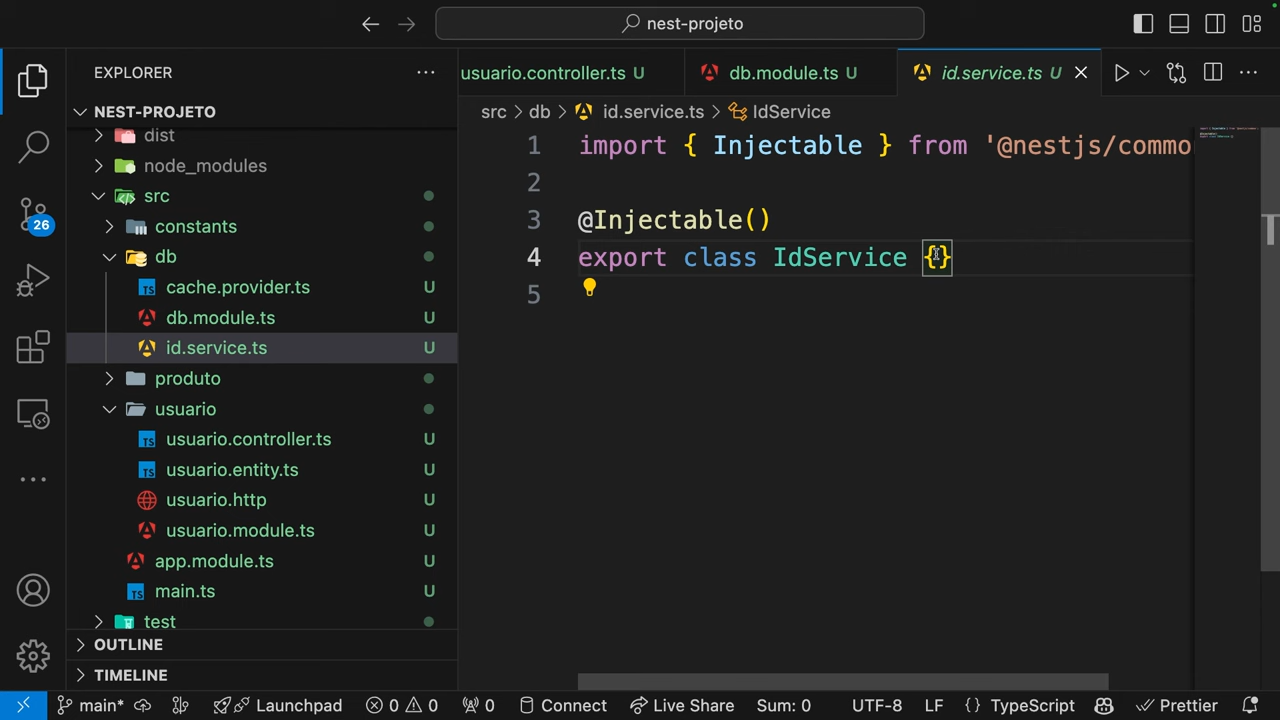 nest-projeto
EXPLORER
usuario.controller.ts U
db.module.ts U
id.service.ts U
NEST-PROJETO
src > db > id.service.ts > IdService
dist
node_modules
src
constants
db
cache.provider.ts U
db.module.ts U
id.service.ts U
produto
usuario
usuario.controller.ts U
usuario.entity.ts U
usuario.http U
usuario.module.ts U
app.module.ts U
main.ts U
test
OUTLINE
TIMELINE
26
1 import { Injectable } from '@nestjs/commo
2
3 @Injectable()
4 export class IdService {}
5
main* Launchpad 0 0 0 Connect Live Share Sum: 0 UTF-8 LF {} TypeScript Prettier